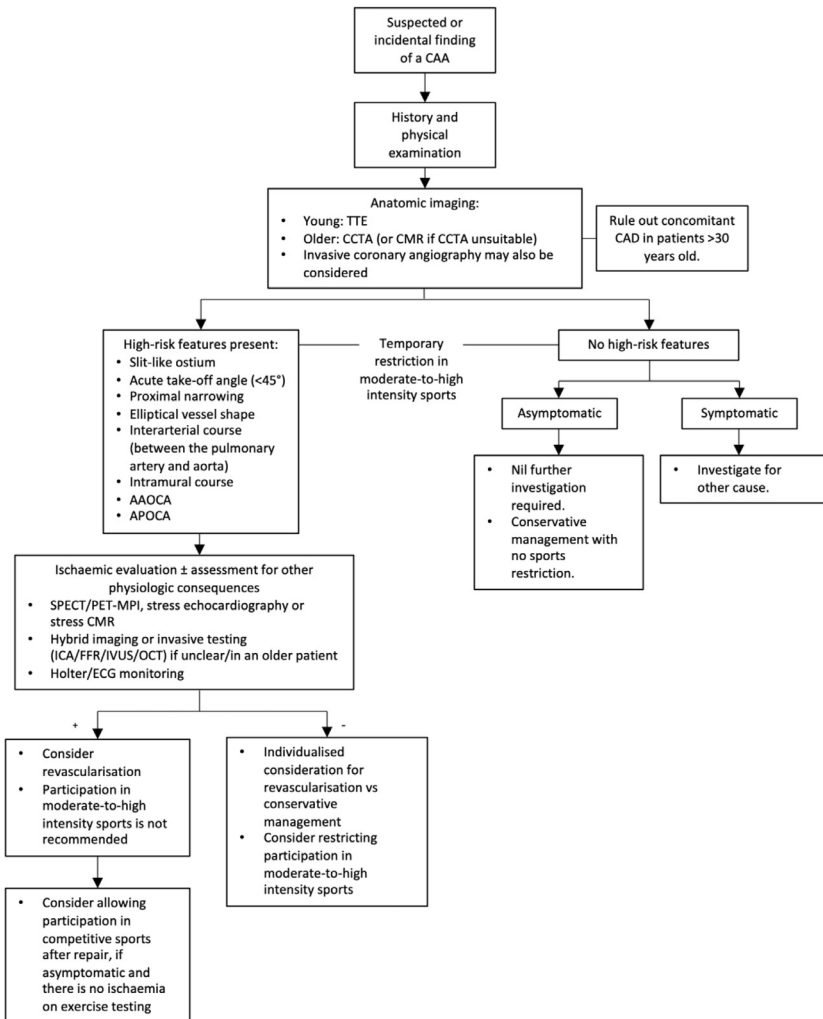 Suspected or
incidental finding
of a CAA
History and
physical
examination
Anatomic imaging:
• Young: TTE
• Older: CCTA (or CMR if CCTA unsuitable)
• Invasive coronary angiography may also be
considered
Rule out concomitant
CAD in patients >30
years old.
High-risk features present:
• Slit-like ostium
• Acute take-off angle (<45°)
• Proximal narrowing
• Elliptical vessel shape
• Interarterial course
(between the pulmonary
artery and aorta)
• Intramural course
• AAOCA
• APOCA
Temporary
restriction in
moderate-to-high
intensity sports
No high-risk features
Asymptomatic
Symptomatic
• Nil further
investigation
required.
• Conservative
management with
no sports
restriction.
• Investigate for
other cause.
Ischaemic evaluation ± assessment for other
physiologic consequences
• SPECT/PET-MPI, stress echocardiography or
stress CMR
• Hybrid imaging or invasive testing
(ICA/FFR/IVUS/OCT) if unclear/in an older patient
• Holter/ECG monitoring
+
-
• Consider
revascularisation
• Participation in
moderate-to-high
intensity sports is not
recommended
• Individualised
consideration for
revascularisation vs
conservative
management
• Consider restricting
participation in
moderate-to-high
intensity sports
• Consider allowing
participation in
competitive sports
after repair, if
asymptomatic and
there is no ischaemia
on exercise testing